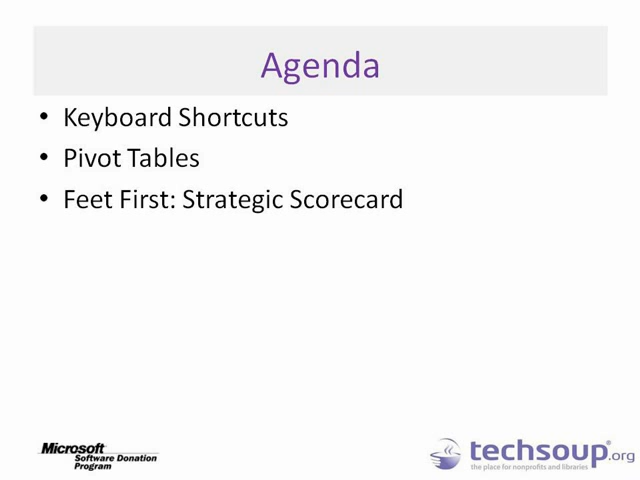 Agenda
• Keyboard Shortcuts
• Pivot Tables
• Feet First: Strategic Scorecard
Microsoft
Software Donation
Program
techsoup®.org
the place for nonprofits and libraries